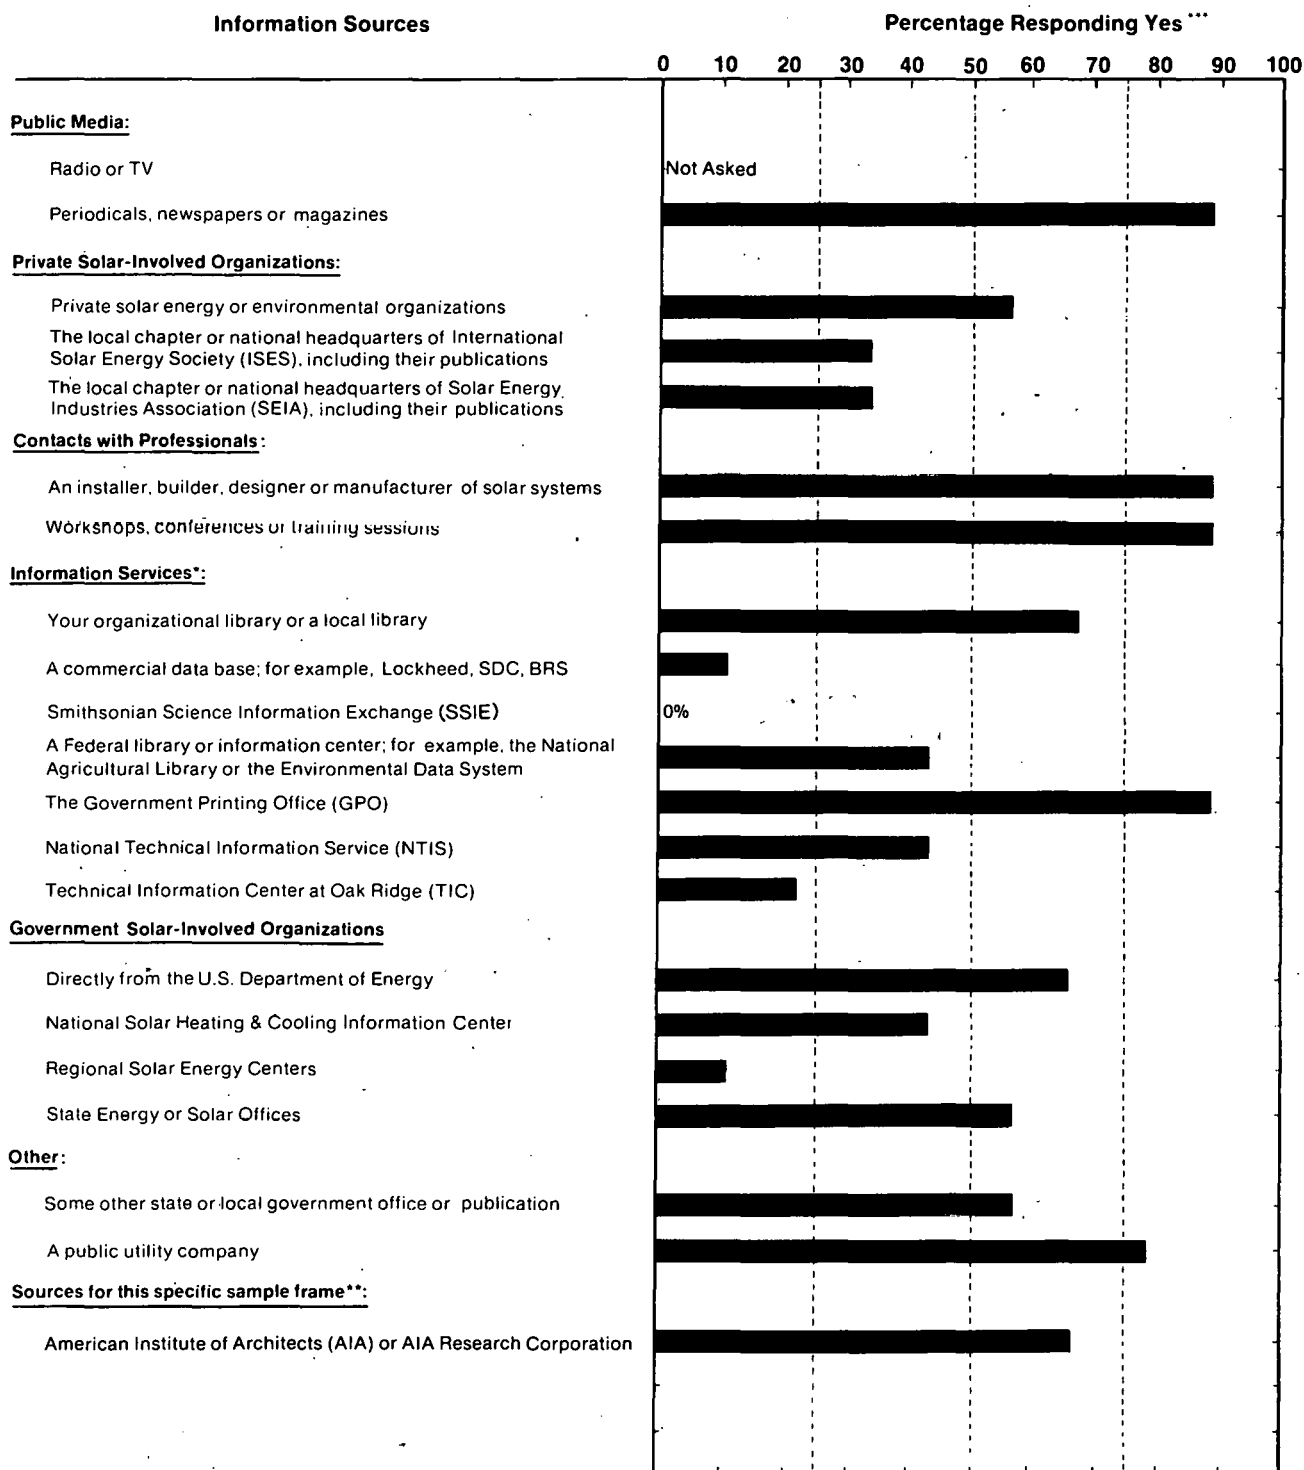 Information Sources
Percentage Responding Yes ***
0 10 20 30 40 50 60 70 80 90 100
Public Media:
Radio or TV
Not Asked
Periodicals, newspapers or magazines
Private Solar-Involved Organizations:
Private solar energy or environmental organizations
The local chapter or national headquarters of International
Solar Energy Society (ISES), including their publications
The local chapter or national headquarters of Solar Energy
Industries Association (SEIA), including their publications
Contacts with Professionals:
An installer, builder, designer or manufacturer of solar systems
Workshops, conferences or training sessions
Information Services*:
Your organizational library or a local library
A commercial data base; for example, Lockheed, SDC, BRS
Smithsonian Science Information Exchange (SSIE)
0%
A Federal library or information center; for example, the National
Agricultural Library or the Environmental Data System
The Government Printing Office (GPO)
National Technical Information Service (NTIS)
Technical Information Center at Oak Ridge (TIC)
Government Solar-Involved Organizations
Directly from the U.S. Department of Energy
National Solar Heating & Cooling Information Center
Regional Solar Energy Centers
State Energy or Solar Offices
Other:
Some other state or local government office or publication
A public utility company
Sources for this specific sample frame**:
American Institute of Architects (AIA) or AIA Research Corporation